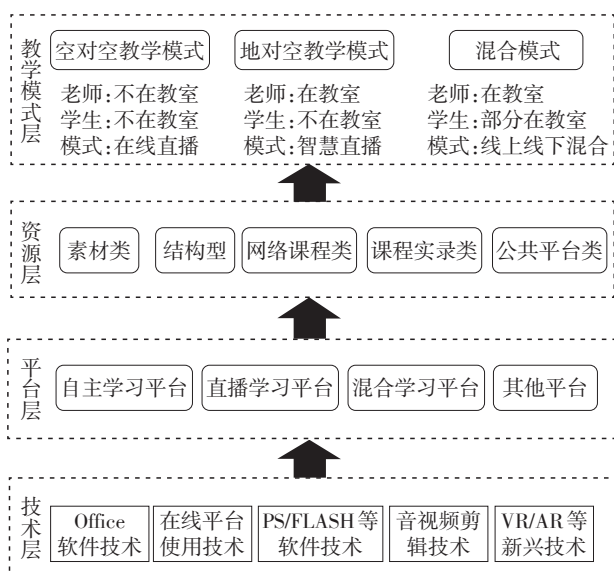 教学模式层
空对空教学模式
地对空教学模式
混合模式
老师:不在教室
学生:不在教室
模式:在线直播
老师:在教室
学生:不在教室
模式:智慧直播
老师:在教室
学生:部分在教室
模式:线上线下混合
资源层
素材类
结构型
网络课程类
课程实录类
公共平台类
平台层
自主学习平台
直播学习平台
混合学习平台
其他平台
技术层
Office
软件技术
在线平台
使用技术
PS/FLASH等
软件技术
音视频剪
辑技术
VR/AR等
新兴技术